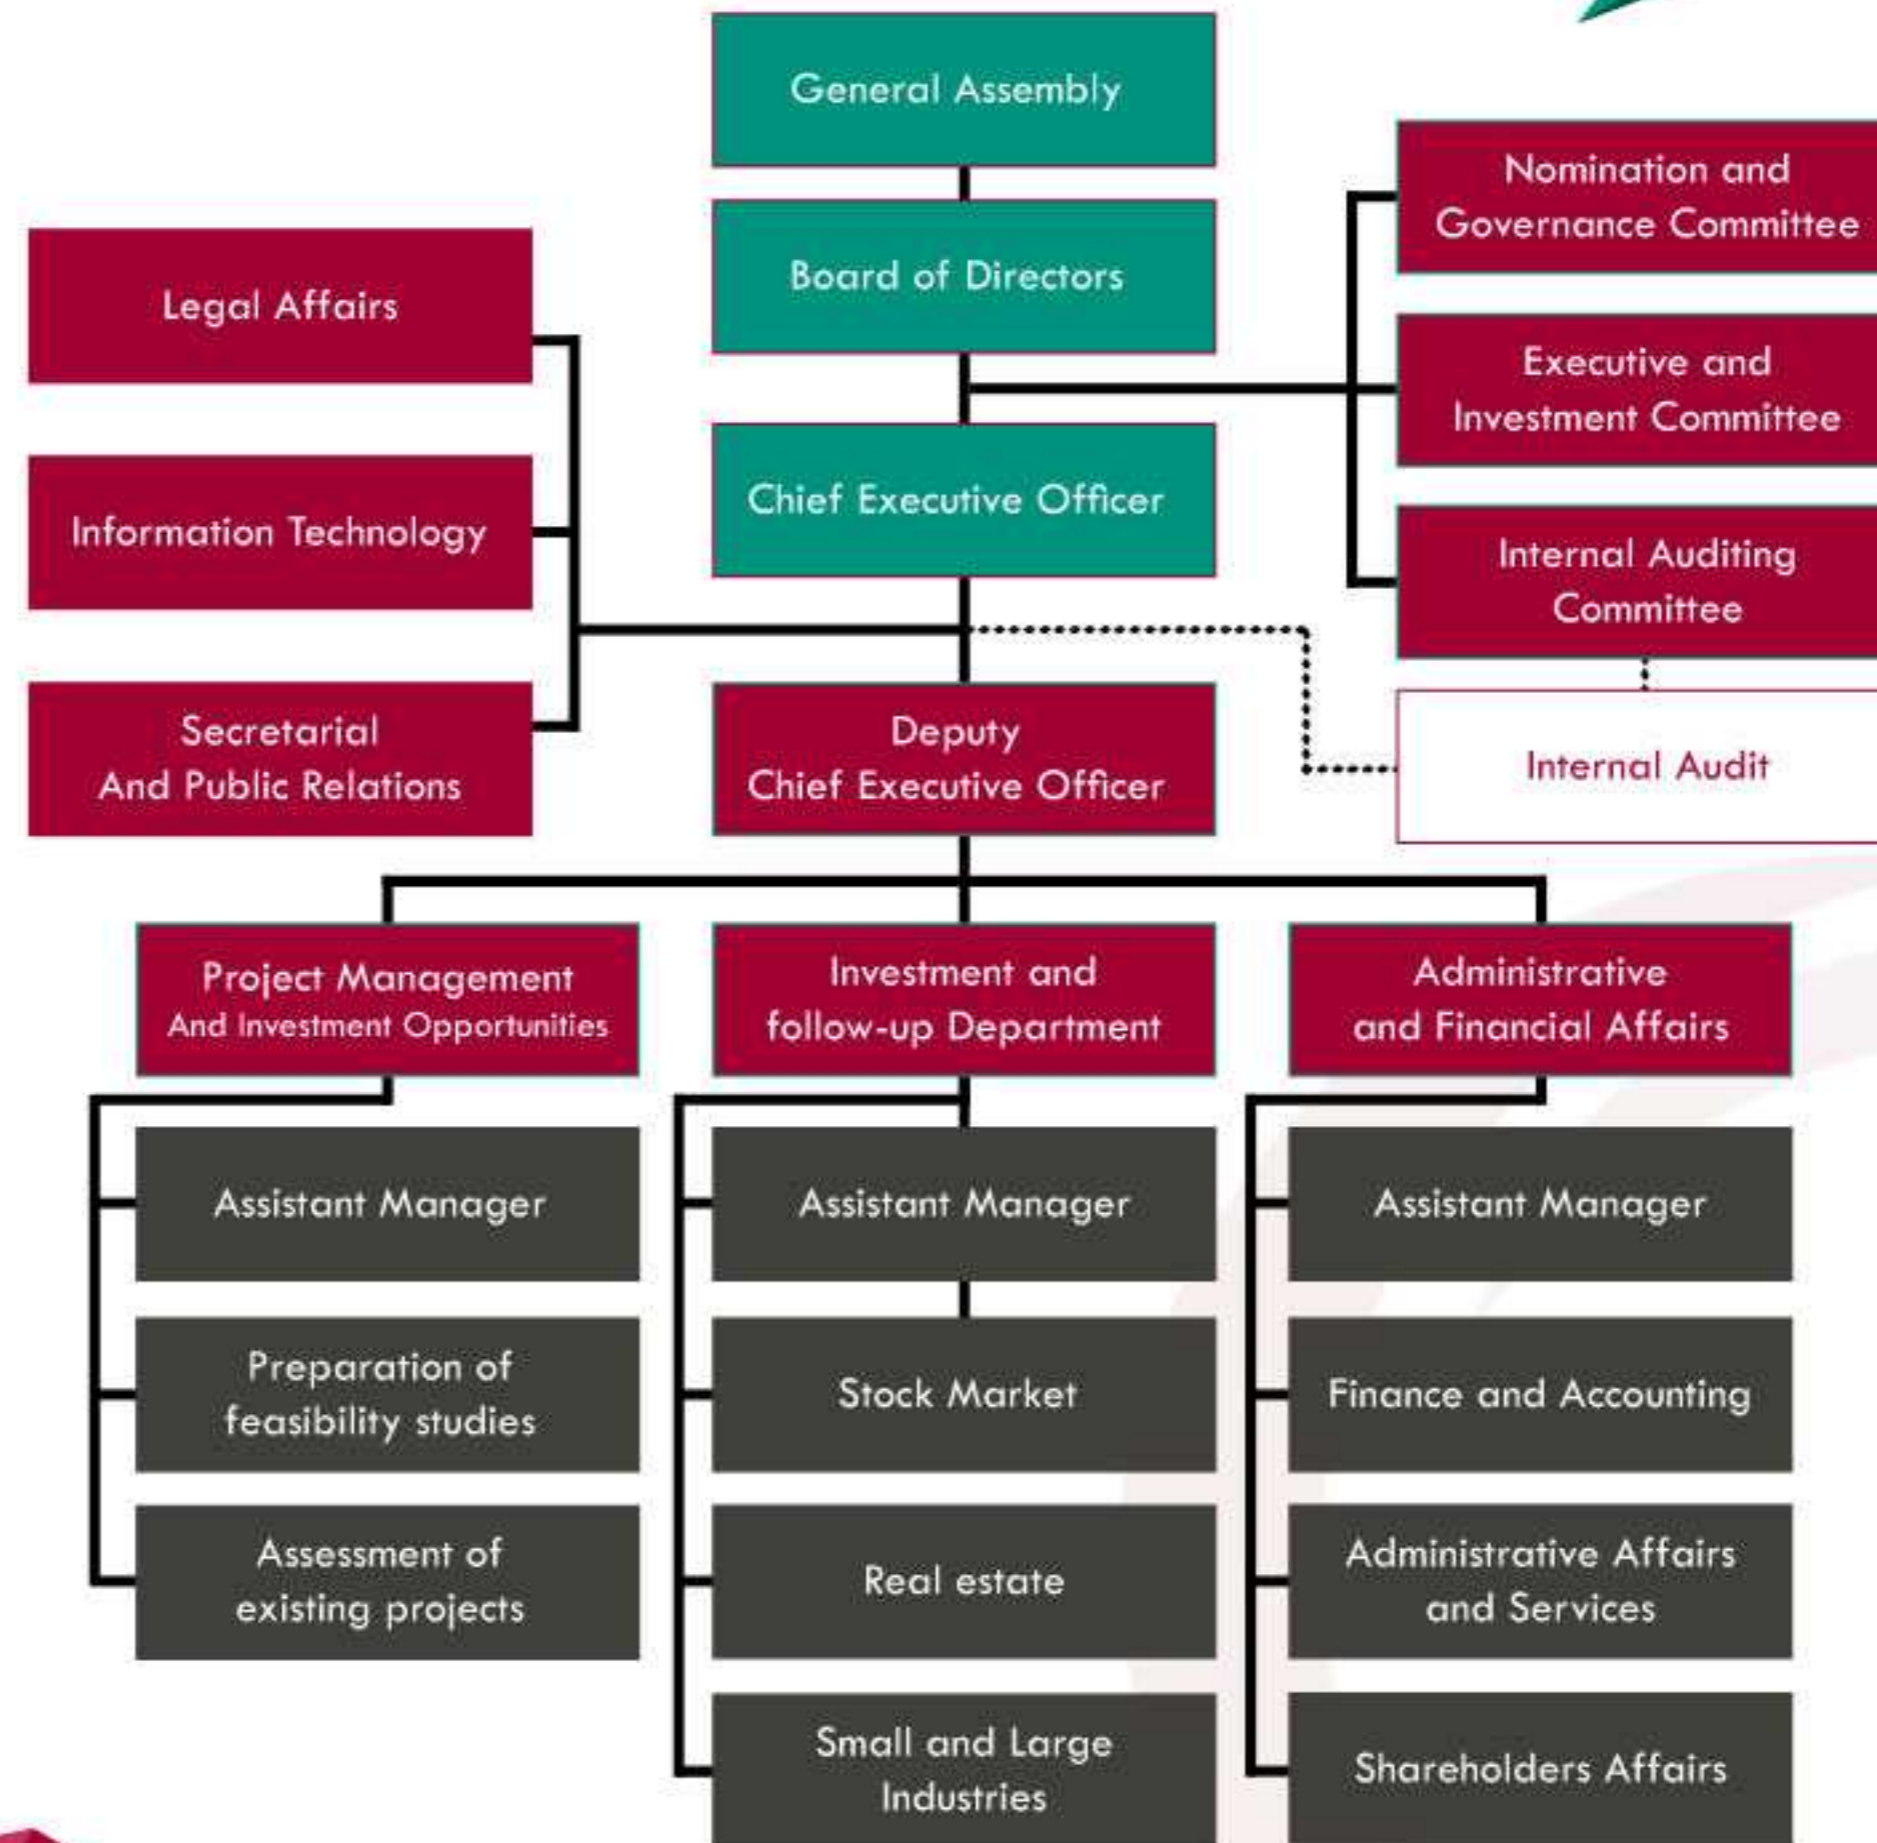 General Assembly
Nomination and
Governance Committee
Board of Directors
Legal Affairs
Executive and
Investment Committee
Chief Executive Officer
Information Technology
Internal Auditing
Committee
Secretarial
And Public Relations
Deputy
Chief Executive Officer
Internal Audit
Project Management
And Investment Opportunities
Investment and
follow-up Department
Administrative
and Financial Affairs
Assistant Manager
Assistant Manager
Assistant Manager
Preparation of
feasibility studies
Stock Market
Finance and Accounting
Assessment of
existing projects
Real estate
Administrative Affairs
and Services
Small and Large
Industries
Shareholders Affairs